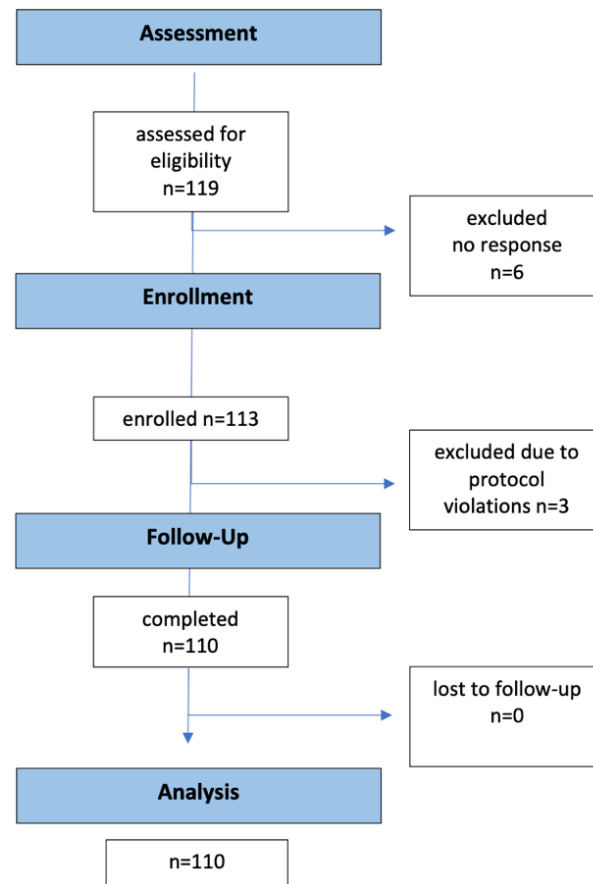 Assessment
assessed for
eligibility
n=119
excluded
no response
n=6
Enrollment
enrolled n=113
excluded due to
protocol
violations n=3
Follow-Up
completed
n=110
lost to follow-up
n=0
Analysis
n=110